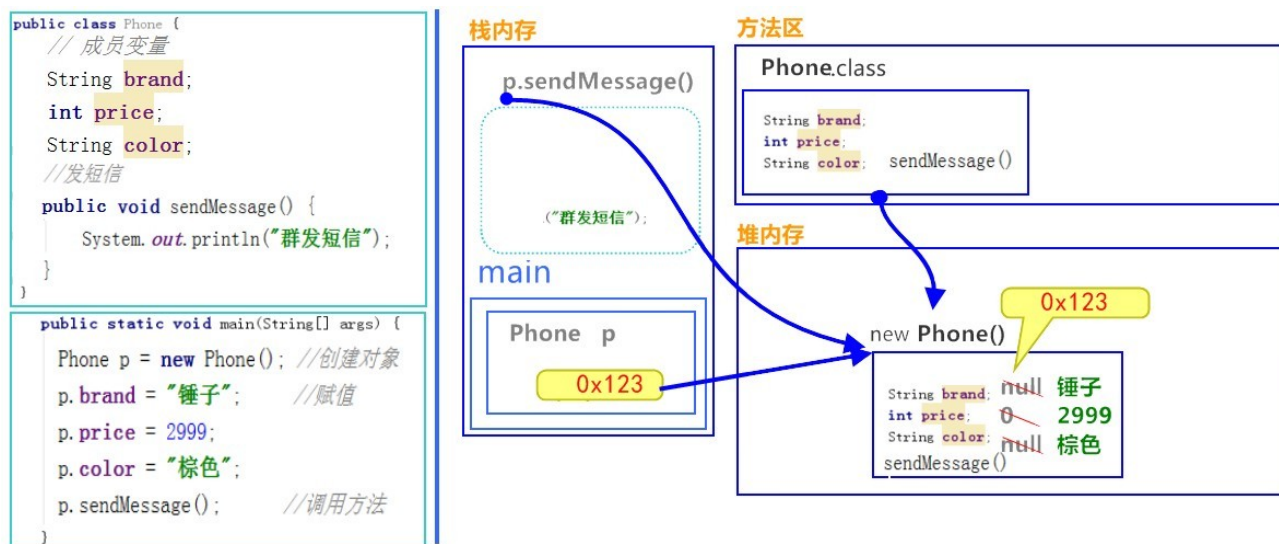 public class Phone {
// 成员变量
String brand;
int price;
String color;
//发短信
public void sendMessage() {
System.out.println("群发短信");
}
}
public static void main(String[] args) {
Phone p = new Phone(); //创建对象
p.brand = "锤子"; //赋值
p.price = 2999;
p.color = "棕色";
p.sendMessage(); //调用方法
}
栈内存
p.sendMessage()
.("群发短信");
main
Phone p
0x123
方法区
Phone.class
String brand;
int price;
String color; sendMessage()
堆内存
0x123
new Phone()
String brand; null 锤子
int price; 0 2999
String color; null 棕色
sendMessage()